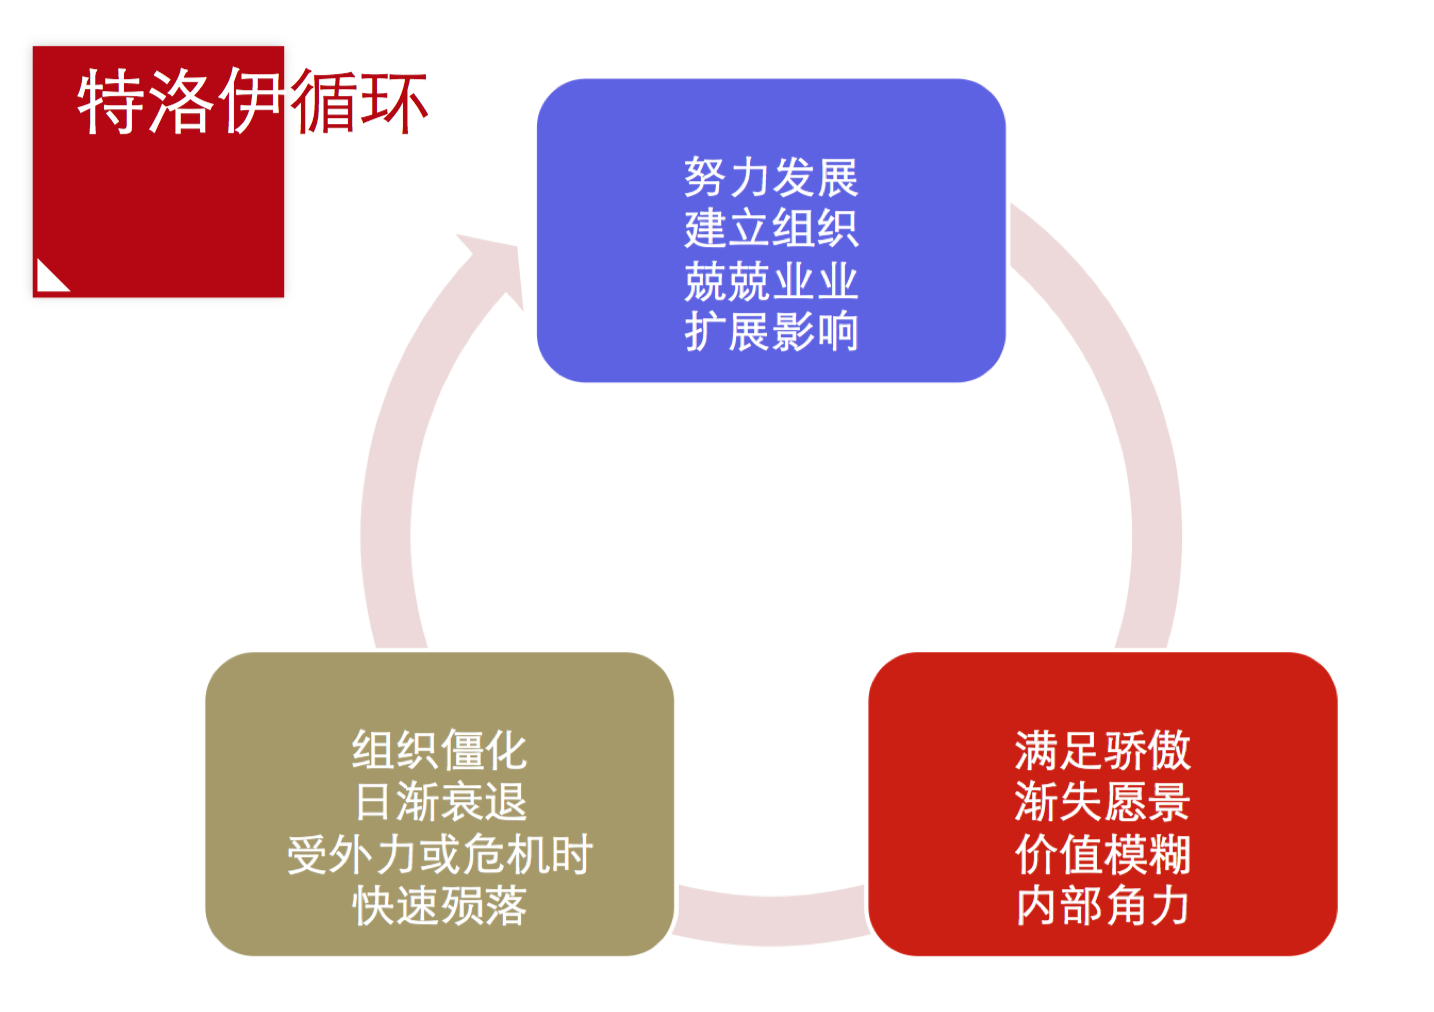 特洛伊循环
努力发展
建立组织
兢兢业业
扩展影响
满足骄傲
渐失愿景
价值模糊
内部角力
组织僵化
日渐衰退
受外力或危机时
快速殒落